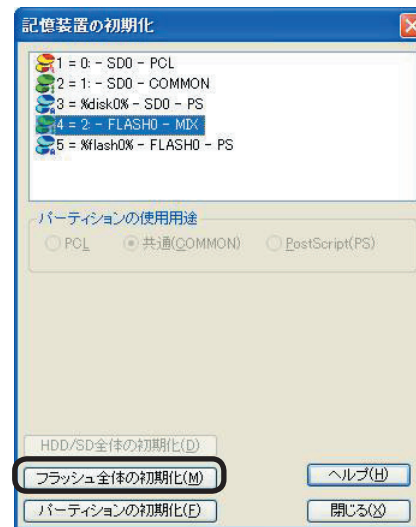 記憶装置の初期化
1 = 0: - SD0 - PCL
2 = 1: - SD0 - COMMON
3 = %disk0% - SD0 - PS
4 = 2: - FLASH0 - MIX
5 = %flash0% - FLASH0 - PS
パーティションの使用用途
PCL 共通(COMMON) PostScript(PS)
HDD/SD全体の初期化(D)
フラッシュ全体の初期化(M) ヘルプ(H)
パーティションの初期化(F) 閉じる(X)